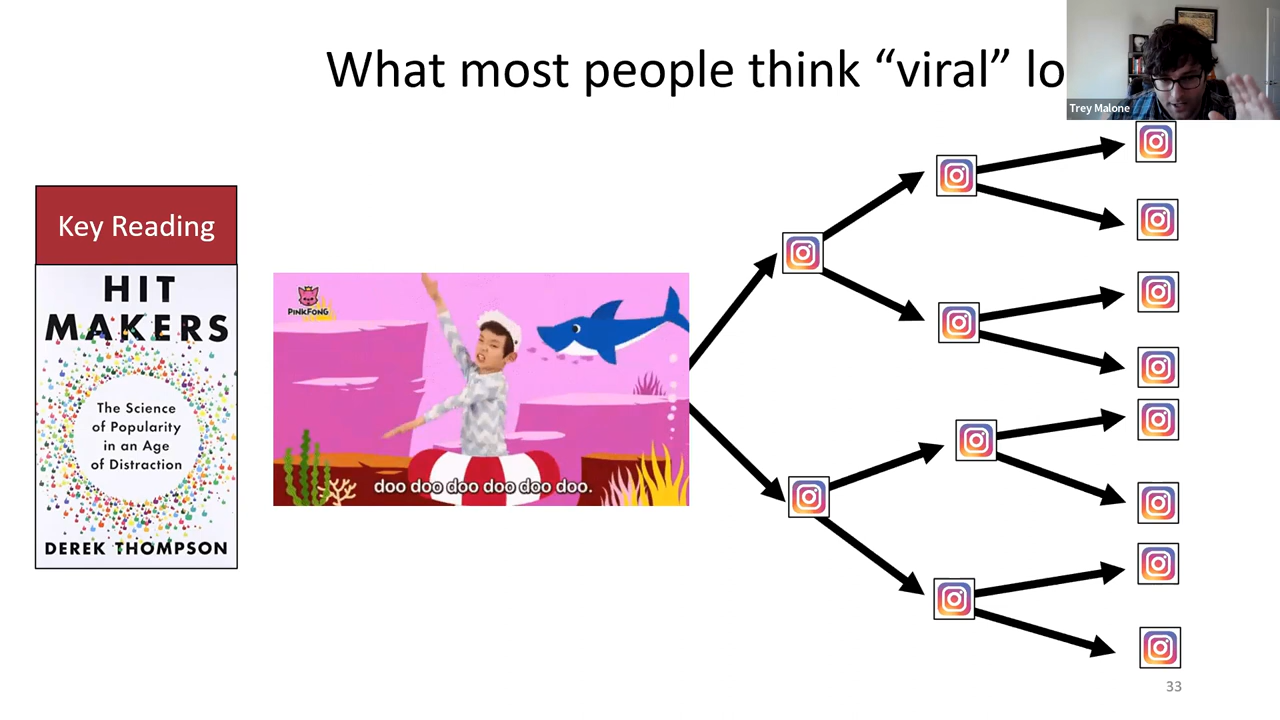 What most people think “viral” lo
Trey Malone
Key Reading
HIT
MAKERS
The Science
of Popularity
in an Age
of Distraction
DEREK THOMPSON
PINKFONG
doo doo doo doo doo doo.
33